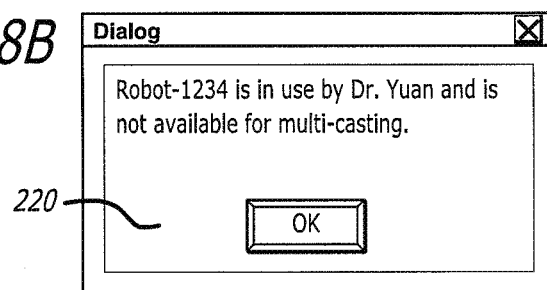 8B
Dialog
Robot-1234 is in use by Dr. Yuan and is
not available for multi-casting.
220
OK